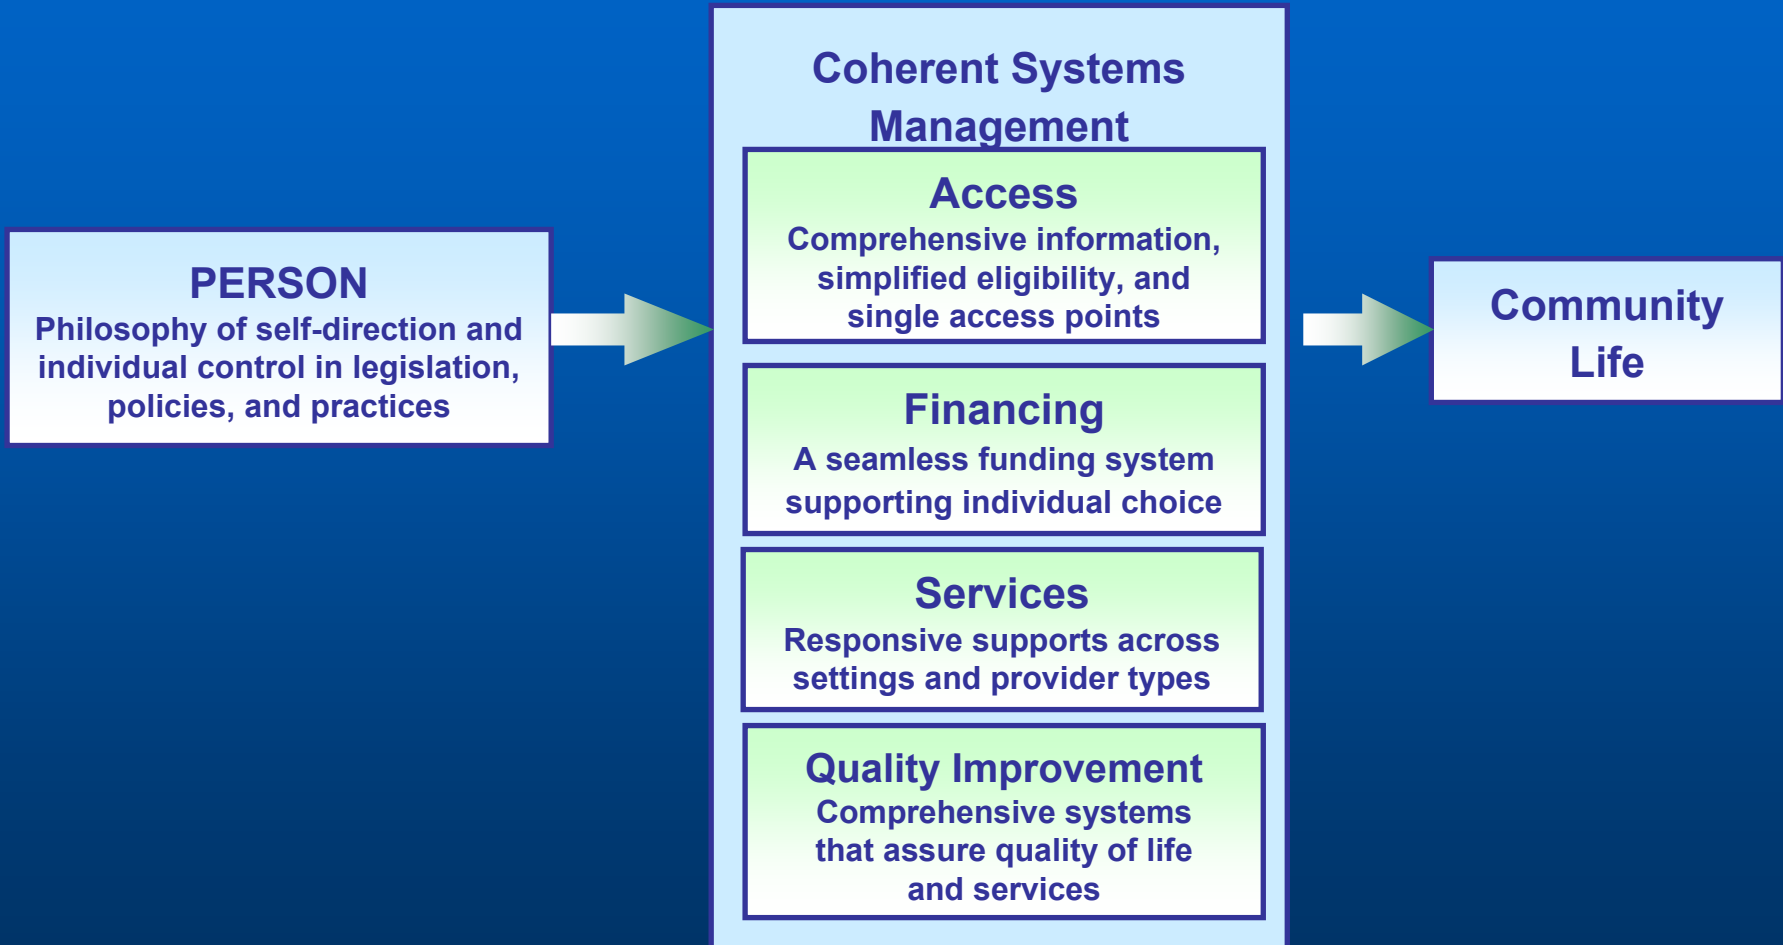 PERSON
Philosophy of self-direction and
individual control in legislation,
policies, and practices
Coherent Systems
Management
Access
Comprehensive information,
simplified eligibility, and
single access points
Financing
A seamless funding system
supporting individual choice
Services
Responsive supports across
settings and provider types
Quality Improvement
Comprehensive systems
that assure quality of life
and services
Community
Life